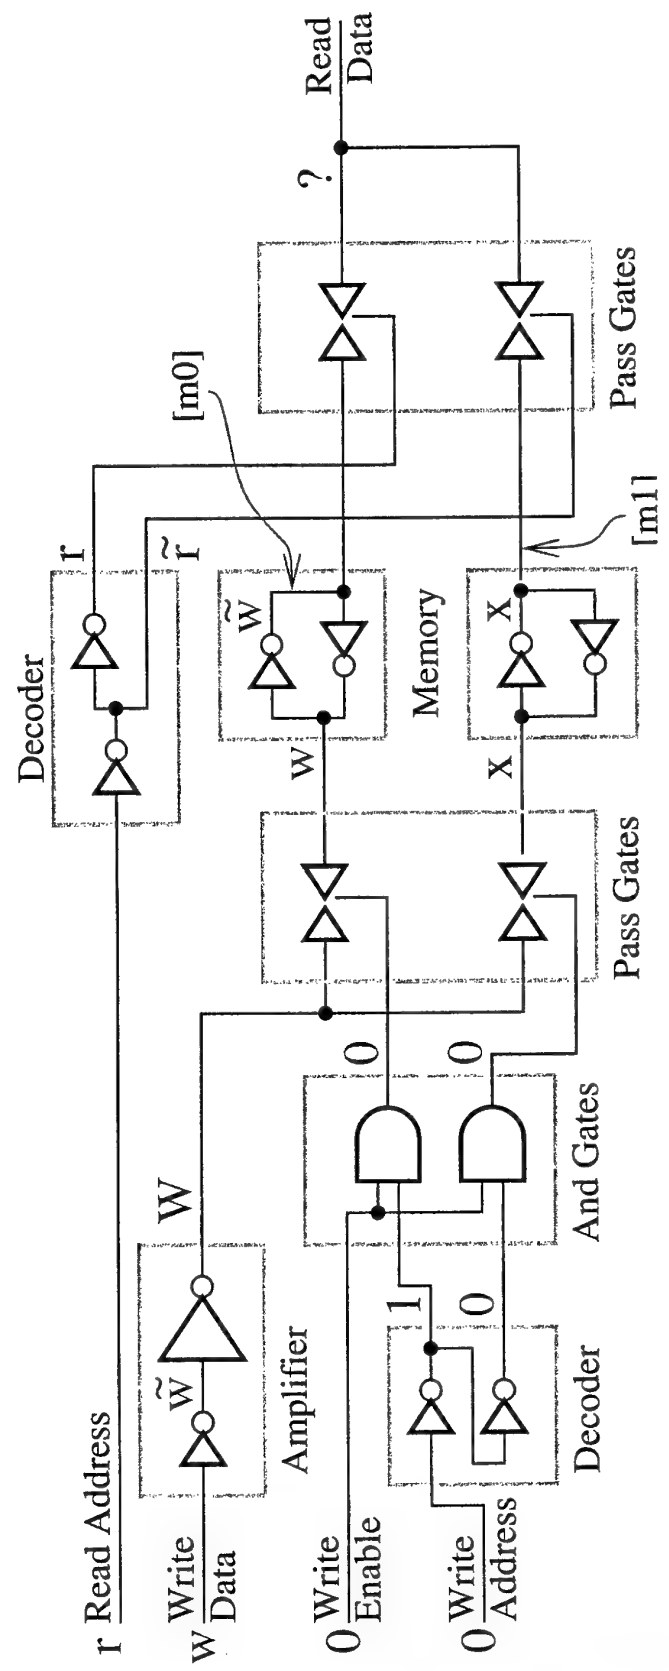 r Read Address
Decoder
r
r̃
w Write
Data
w̃
W
Amplifier
0 Write
Enable
0 Write
Address
1
0
Decoder
0
0
And Gates
Pass Gates
w
w̃
[m0]
x
x
Memory
[m1]
Pass Gates
?
Read
Data